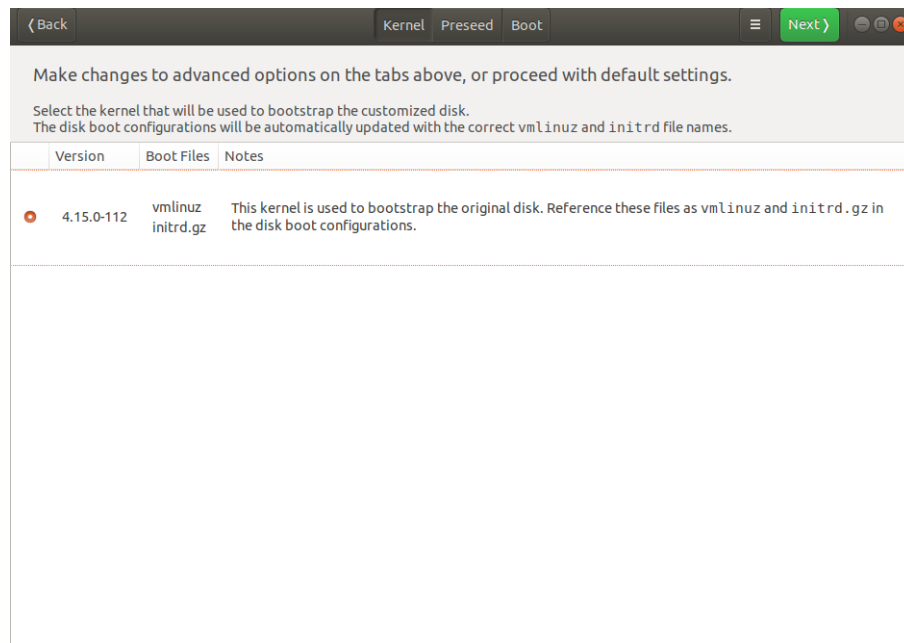 Back
Kernel Preseed Boot
Next
Make changes to advanced options on the tabs above, or proceed with default settings.
Select the kernel that will be used to bootstrap the customized disk.
The disk boot configurations will be automatically updated with the correct vmlinuz and initrd file names.
Version Boot Files Notes
4.15.0-112
vmlinuz
initrd.gz
This kernel is used to bootstrap the original disk. Reference these files as vmlinuz and initrd.gz in
the disk boot configurations.